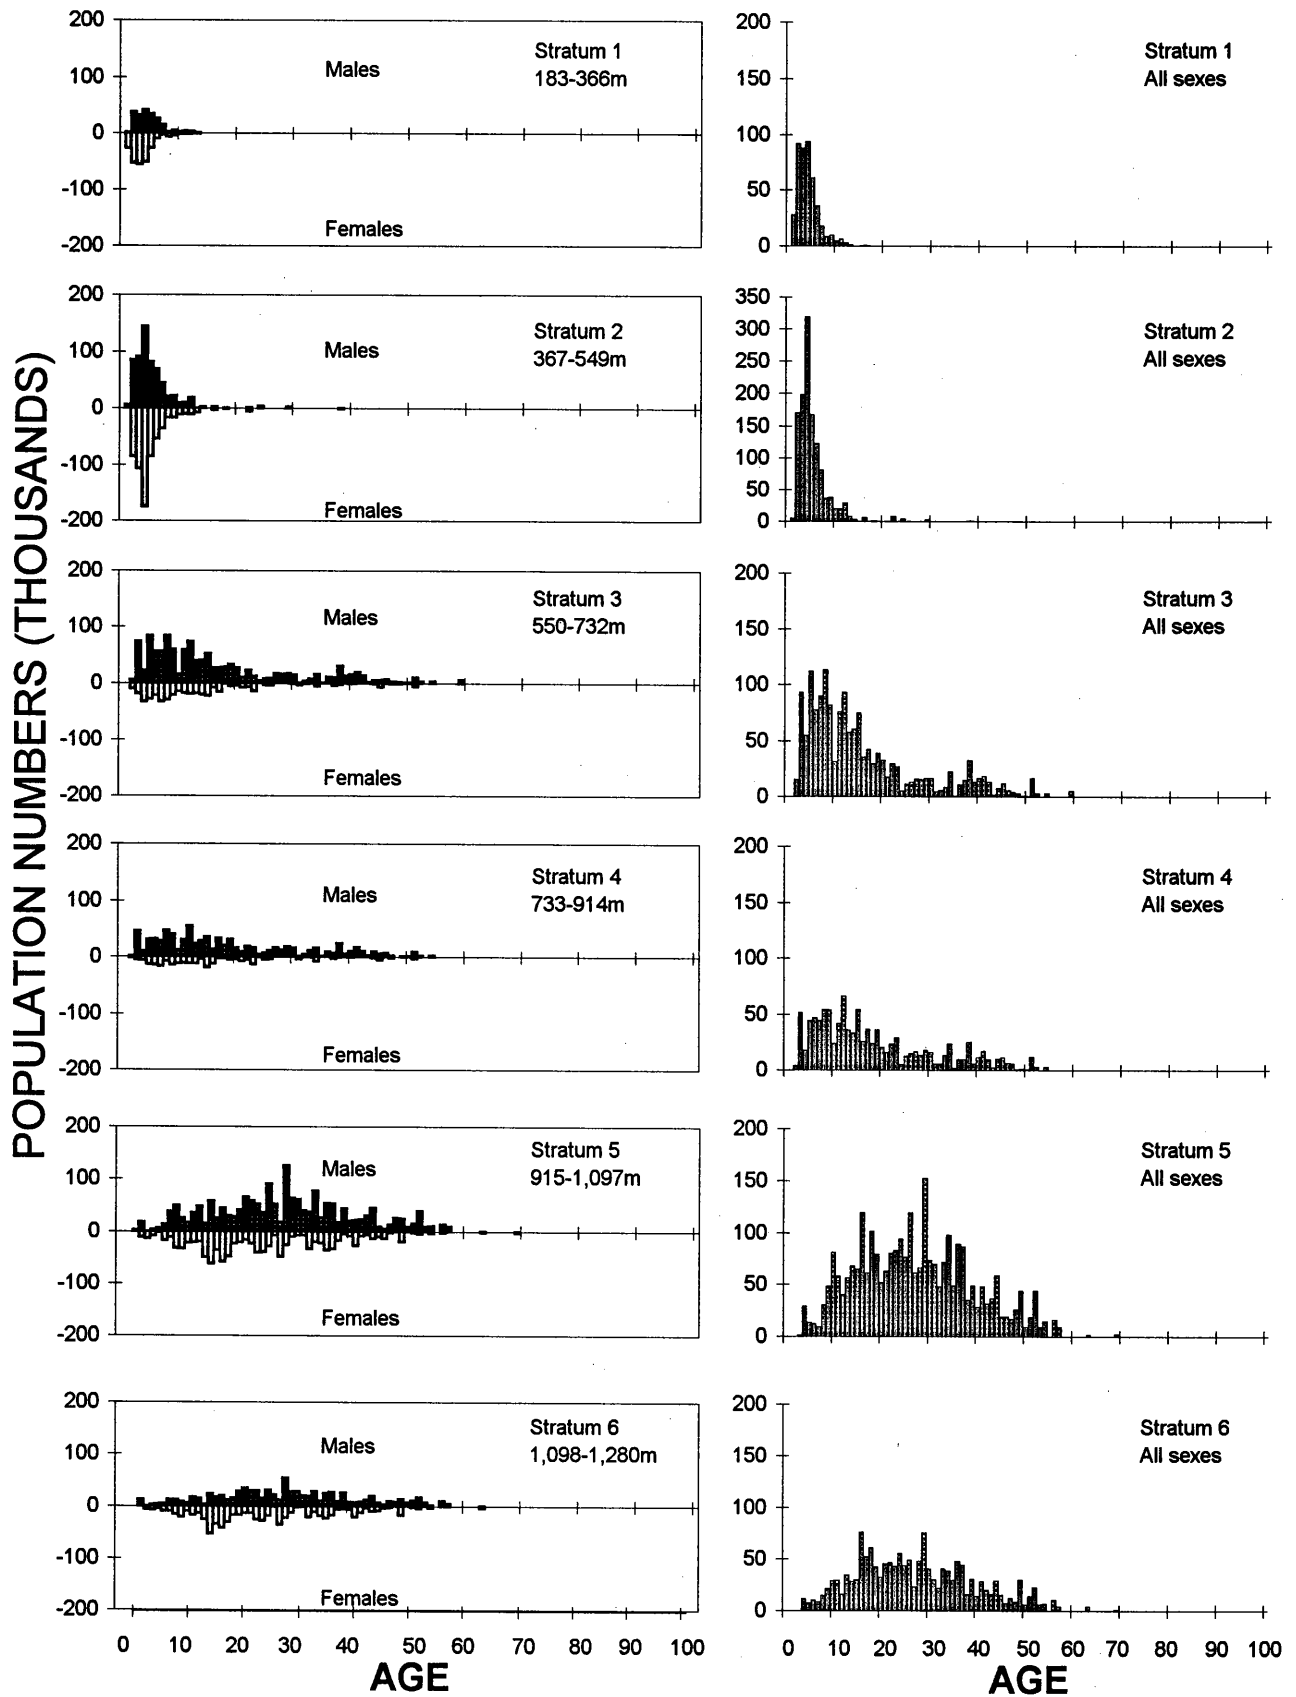 POPULATION NUMBERS (THOUSANDS)
200
100
0
-100
-200
Males
Females
Stratum 1
183-366m
200
150
100
50
0
Stratum 1
All sexes
200
100
0
-100
-200
Males
Females
Stratum 2
367-549m
350
300
250
200
150
100
50
0
Stratum 2
All sexes
200
100
0
-100
-200
Males
Females
Stratum 3
550-732m
200
150
100
50
0
Stratum 3
All sexes
200
100
0
-100
-200
Males
Females
Stratum 4
733-914m
200
150
100
50
0
Stratum 4
All sexes
200
100
0
-100
-200
Males
Females
Stratum 5
915-1,097m
200
150
100
50
0
Stratum 5
All sexes
200
100
0
-100
-200
Males
Females
Stratum 6
1,098-1,280m
0 10 20 30 40 50 60 70 80 90 100
AGE
200
150
100
50
0
Stratum 6
All sexes
0 10 20 30 40 50 60 70 80 90 100
AGE